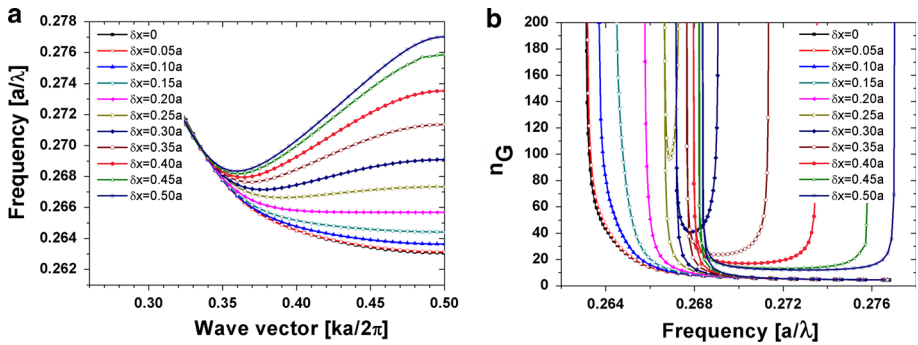 a
Frequency [a/λ]
0.278
0.276
0.274
0.272
0.270
0.268
0.266
0.264
0.262
δx=0
δx=0.05a
δx=0.10a
δx=0.15a
δx=0.20a
δx=0.25a
δx=0.30a
δx=0.35a
δx=0.40a
δx=0.45a
δx=0.50a
0.30 0.35 0.40 0.45 0.50
Wave vector [ka/2π]
b
nG
200
180
160
140
120
100
80
60
40
20
0
δx=0
δx=0.05a
δx=0.10a
δx=0.15a
δx=0.20a
δx=0.25a
δx=0.30a
δx=0.35a
δx=0.40a
δx=0.45a
δx=0.50a
0.264 0.268 0.272 0.276
Frequency [a/λ]